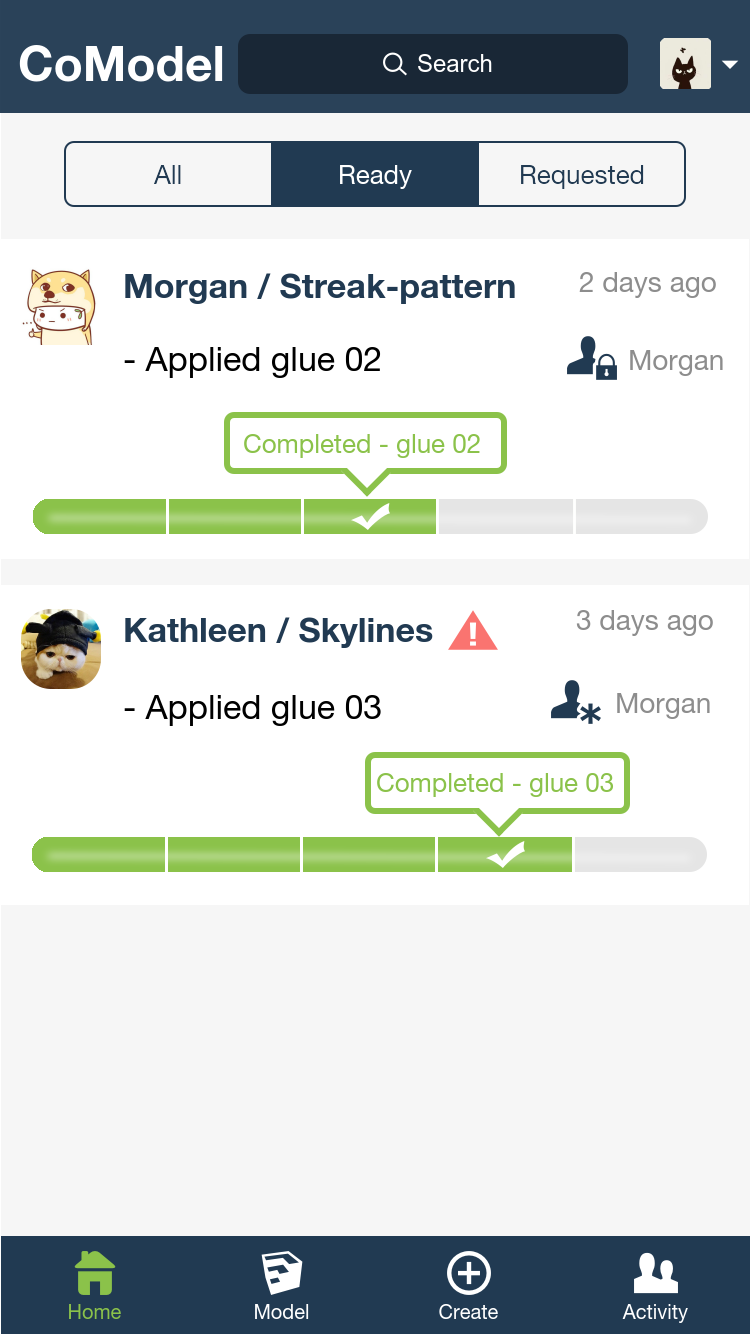 CoModel
Search
All
Ready
Requested
Morgan / Streak-pattern
2 days ago
- Applied glue 02
Morgan
Completed - glue 02
Kathleen / Skylines
3 days ago
- Applied glue 03
Morgan
Completed - glue 03
Home
Model
Create
Activity